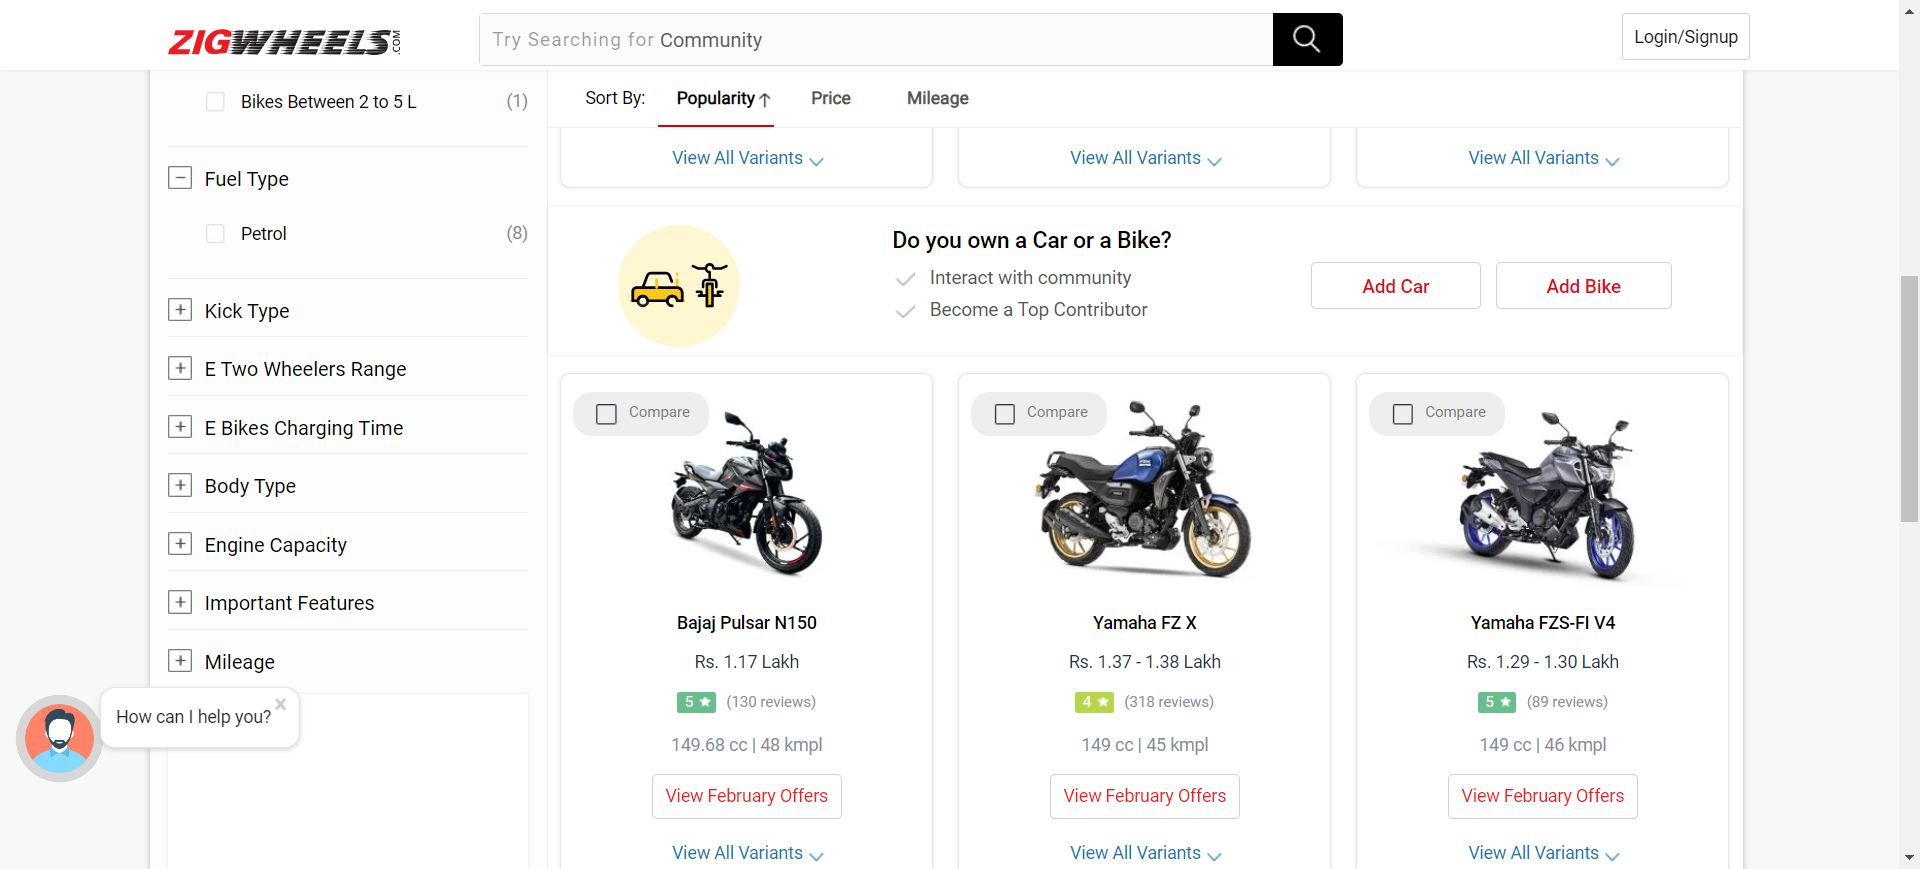 ZIGWHEELS.COM
Try Searching for Community
Login/Signup
Bikes Between 2 to 5 L (1)
Fuel Type
Petrol (8)
Kick Type
E Two Wheelers Range
E Bikes Charging Time
Body Type
Engine Capacity
Important Features
Mileage
How can I help you?
Sort By: Popularity Price Mileage
View All Variants View All Variants View All Variants
Do you own a Car or a Bike?
Interact with community
Become a Top Contributor
Add Car Add Bike
Compare Compare Compare
Bajaj Pulsar N150 Yamaha FZ X Yamaha FZS-FI V4
Rs. 1.17 Lakh Rs. 1.37 - 1.38 Lakh Rs. 1.29 - 1.30 Lakh
5 ★ (130 reviews) 4 ★ (318 reviews) 5 ★ (89 reviews)
149.68 cc | 48 kmpl 149 cc | 45 kmpl 149 cc | 46 kmpl
View February Offers View February Offers View February Offers
View All Variants View All Variants View All Variants